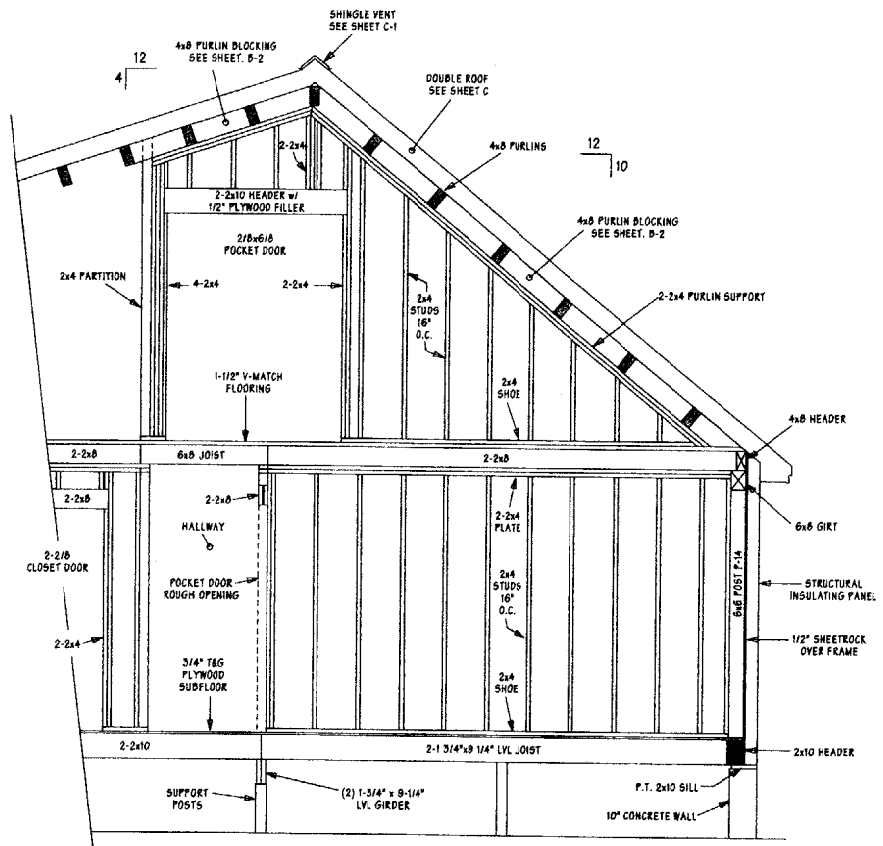 SHINGLE VENT
SEE SHEET C-1
4x8 PURLIN BLOCKING
SEE SHEET. B-2
12
4
DOUBLE ROOF
SEE SHEET C
12
10
4x8 PURLINS
2-2x4
2-2x10 HEADER w/
1/2" PLYWOOD FILLER
4x8 PURLIN BLOCKING
SEE SHEET. B-2
2/8x6/8
POCKET DOOR
2x4 PARTITION
4-2x4
2-2x4
2x4
STUDS
16"
O.C.
2-2x4 PURLIN SUPPORT
1-1/2" V-MATCH
FLOORING
2x4
SHOE
4x8 HEADER
2-2x8
6x8 JOIST
2-2x8
2-2x8
2-2x8
2-2x4
PLATE
6x8 GIRT
HALLWAY
2-2/8
CLOSET DOOR
POCKET DOOR
ROUGH OPENING
2x4
STUDS
16"
O.C.
6x6 POST P-14
STRUCTURAL
INSULATING PANEL
2-2x4
1/2" SHEETROCK
OVER FRAME
3/4" T&G
PLYWOOD
SUBFLOOR
2x4
SHOE
2-2x10
2-1 3/4"x9 1/4" LVL JOIST
2x10 HEADER
SUPPORT
POSTS
(2) 1-3/4" x 9-1/4"
LVL GIRDER
P.T. 2x10 SILL
10" CONCRETE WALL